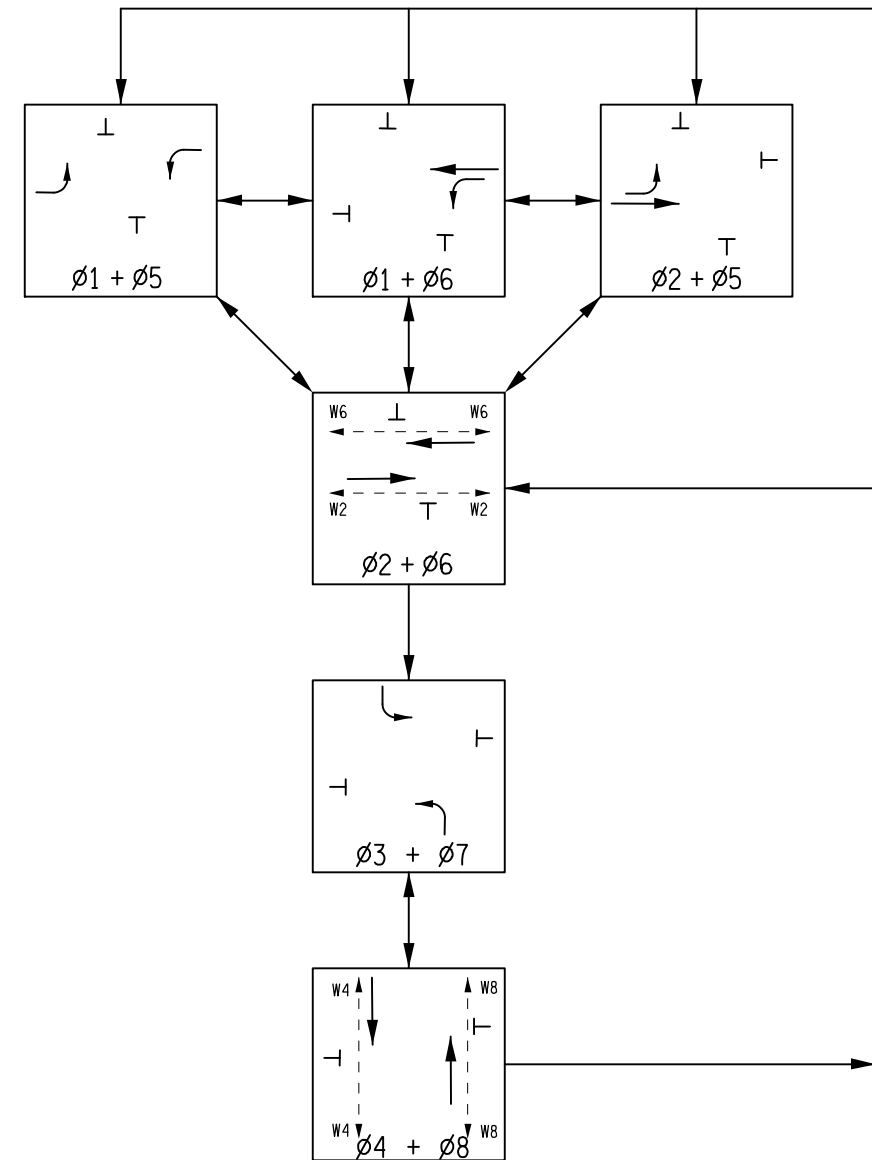 Ø1 + Ø5
Ø1 + Ø6
Ø2 + Ø5
W6 W6
W2 W2
Ø2 + Ø6
Ø3 + Ø7
W4 W8
W4 W8
Ø4 + Ø8